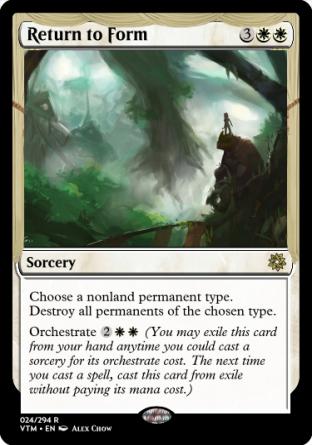 Return to Form 3
Sorcery
Choose a nonland permanent type.
Destroy all permanents of the chosen type.
Orchestrate 2 (You may exile this card
from your hand anytime you could cast a
sorcery for its orchestrate cost. The next time
you cast a spell, cast this card from exile
without paying its mana cost.)
024/294 R
VTM • EN Alex Chow